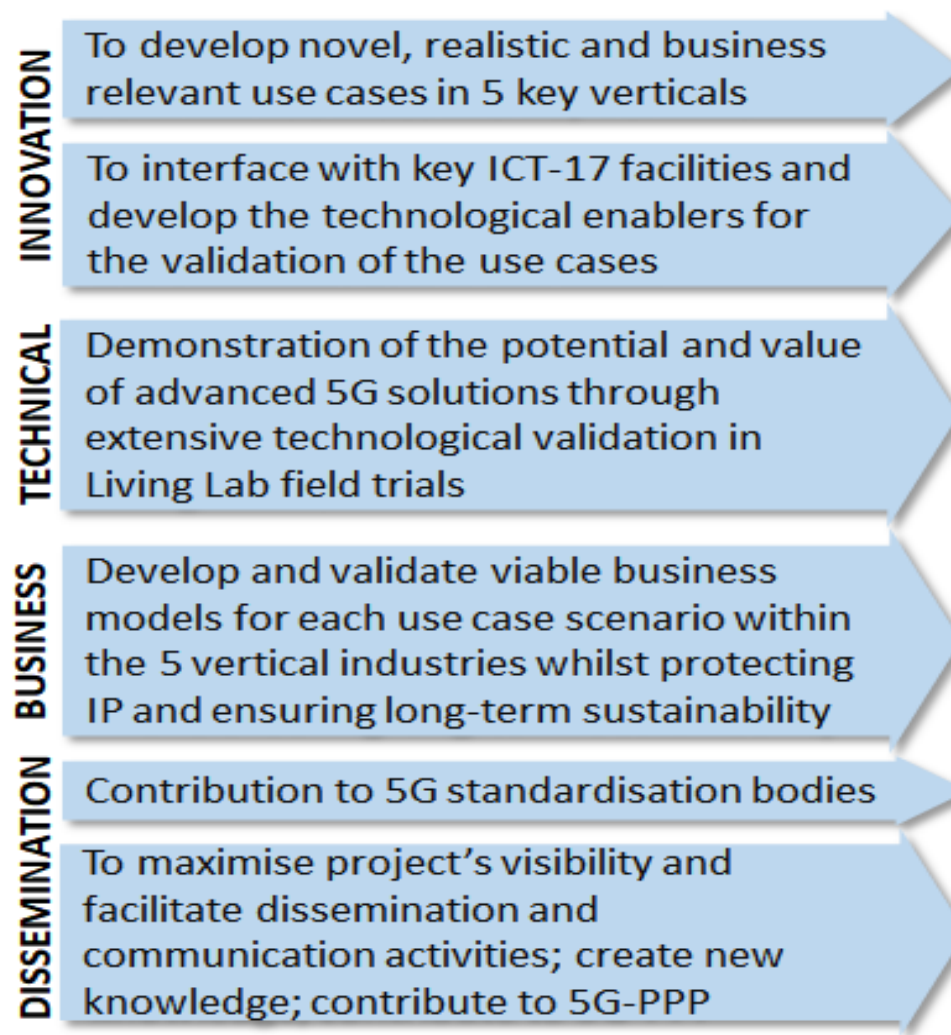 INNOVATION
To develop novel, realistic and business
relevant use cases in 5 key verticals
To interface with key ICT-17 facilities and
develop the technological enablers for
the validation of the use cases
TECHNICAL
Demonstration of the potential and value
of advanced 5G solutions through
extensive technological validation in
Living Lab field trials
BUSINESS
Develop and validate viable business
models for each use case scenario within
the 5 vertical industries whilst protecting
IP and ensuring long-term sustainability
DISSEMINATION
Contribution to 5G standardisation bodies
To maximise project’s visibility and
facilitate dissemination and
communication activities; create new
knowledge; contribute to 5G-PPP